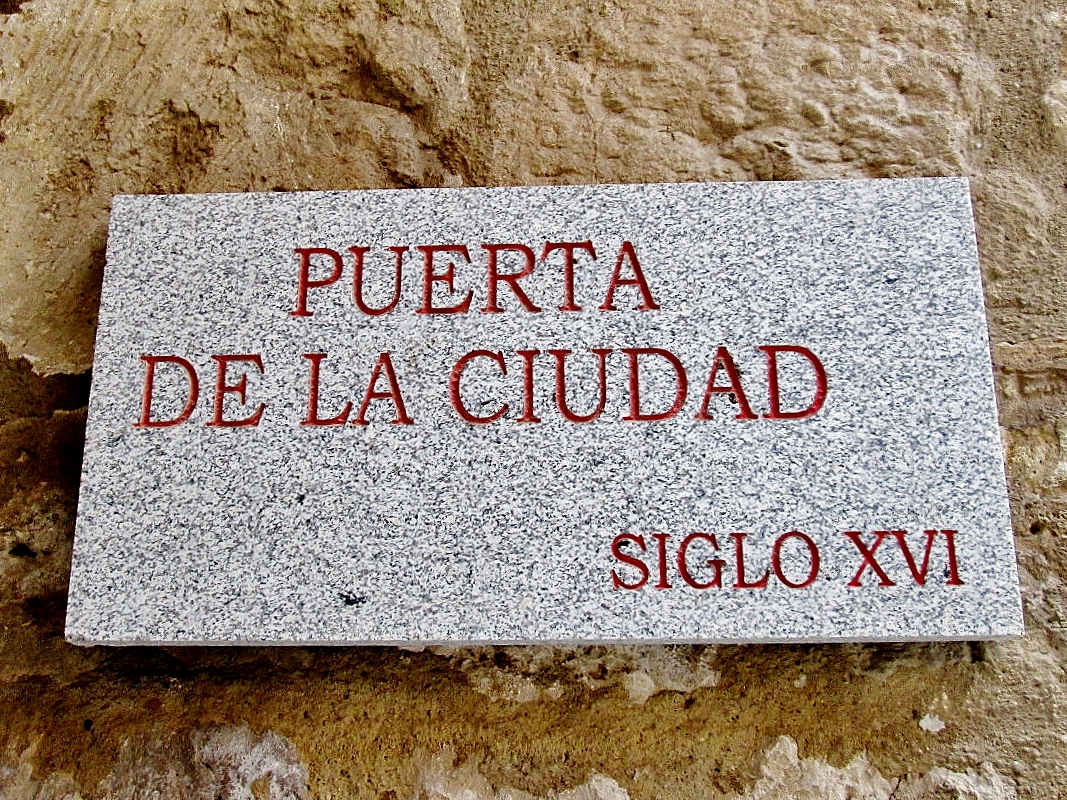 PUERTA
DE LA CIUDAD
SIGLO XVI